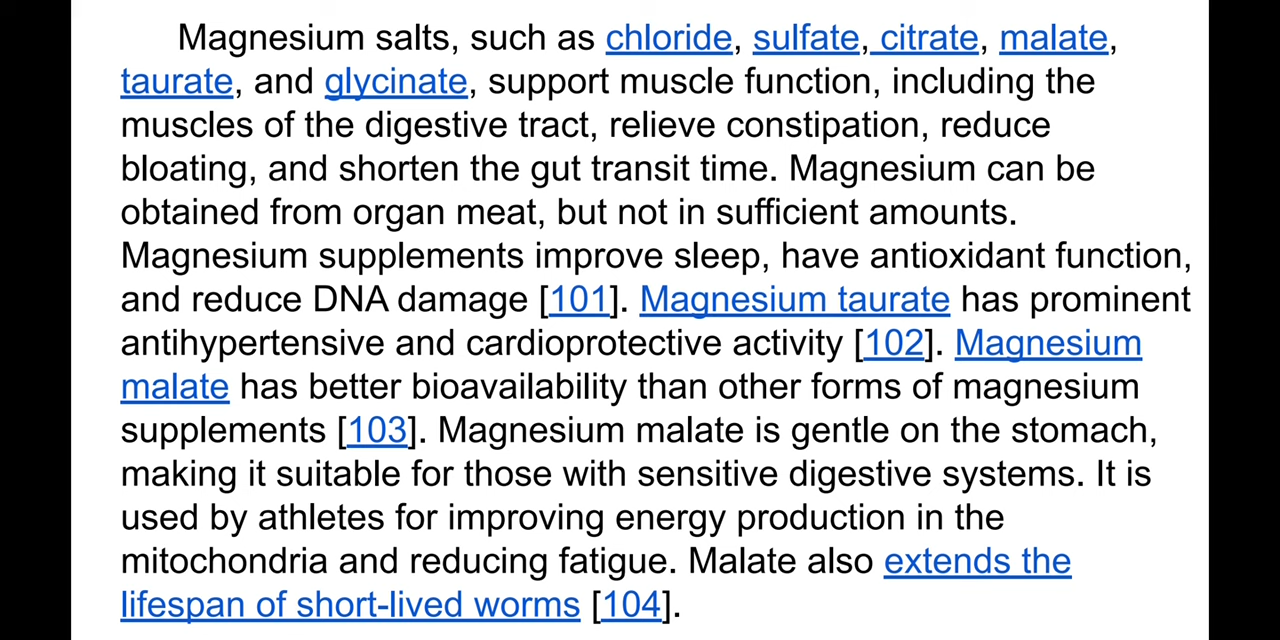 Magnesium salts, such as chloride, sulfate, citrate, malate,
taurate, and glycinate, support muscle function, including the
muscles of the digestive tract, relieve constipation, reduce
bloating, and shorten the gut transit time. Magnesium can be
obtained from organ meat, but not in sufficient amounts.
Magnesium supplements improve sleep, have antioxidant function,
and reduce DNA damage [101]. Magnesium taurate has prominent
antihypertensive and cardioprotective activity [102]. Magnesium
malate has better bioavailability than other forms of magnesium
supplements [103]. Magnesium malate is gentle on the stomach,
making it suitable for those with sensitive digestive systems. It is
used by athletes for improving energy production in the
mitochondria and reducing fatigue. Malate also extends the
lifespan of short-lived worms [104].